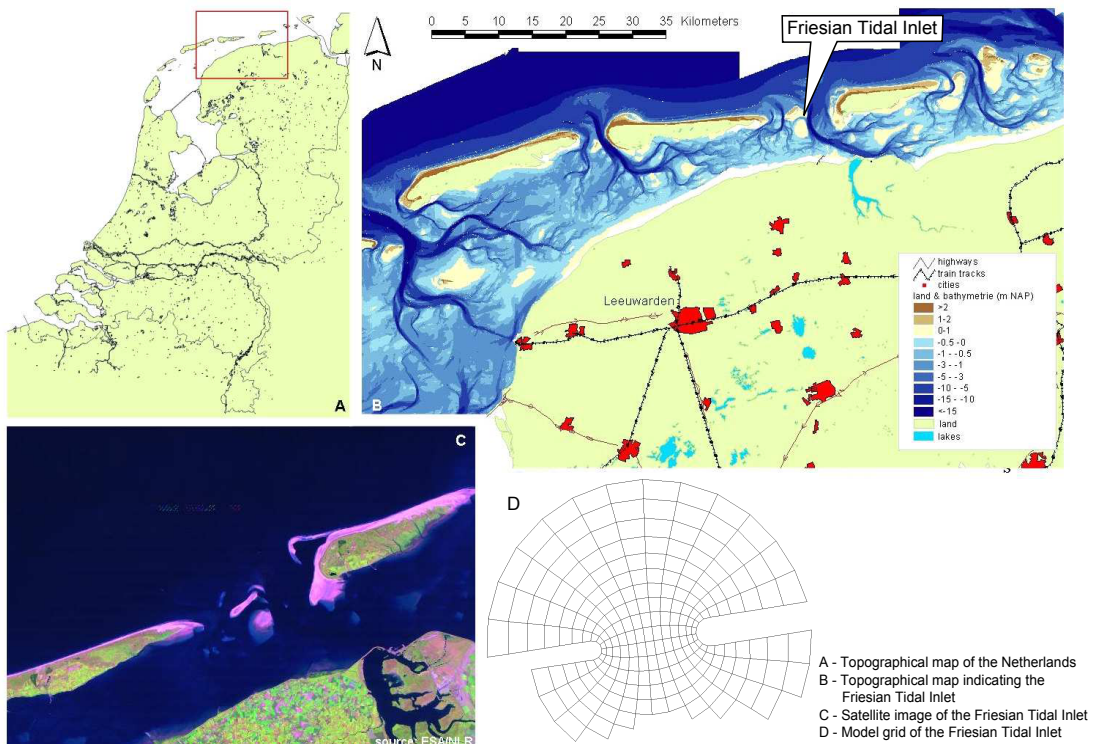 0 5 10 15 20 25 30 35 Kilometers
Friesian Tidal Inlet
N
Leeuwarden
highways
train tracks
cities
land & bathymetrie (m NAP)
>2
1-2
0-1
-0.5 -0
-1 - -0.5
-3 - -1
-5 - -3
-10 - -5
-15 - -10
<-15
land
lakes
A
B
C
source: ESA/NLR
D
A - Topographical map of the Netherlands
B - Topographical map indicating the
Friesian Tidal Inlet
C - Satellite image of the Friesian Tidal Inlet
D - Model grid of the Friesian Tidal Inlet